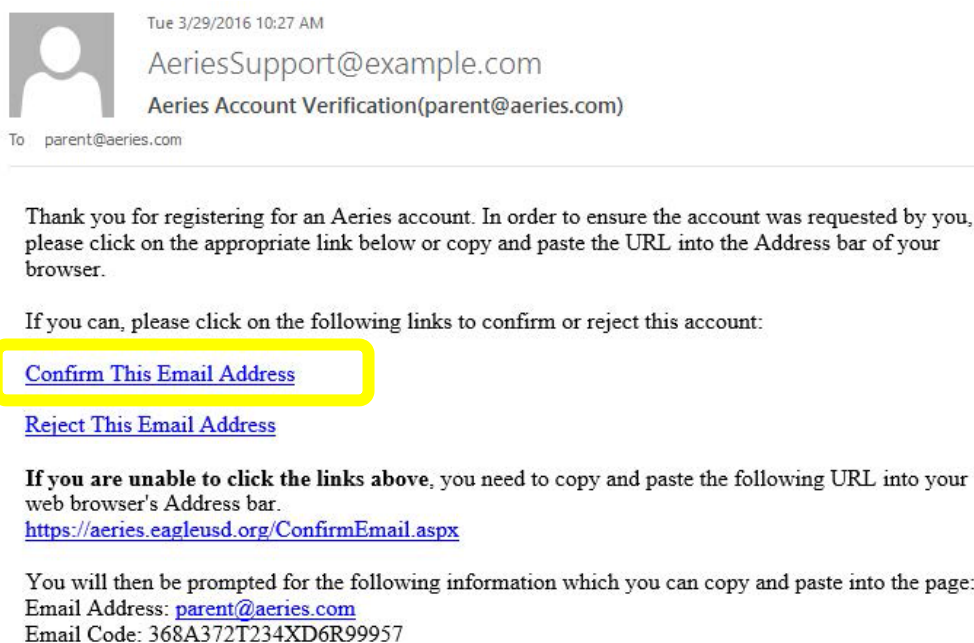 Tue 3/29/2016 10:27 AM
AeriesSupport@example.com
Aeries Account Verification(parent@aeries.com)
To parent@aeries.com
Thank you for registering for an Aeries account. In order to ensure the account was requested by you,
please click on the appropriate link below or copy and paste the URL into the Address bar of your
browser.
If you can, please click on the following links to confirm or reject this account:
Confirm This Email Address
Reject This Email Address
If you are unable to click the links above, you need to copy and paste the following URL into your
web browser's Address bar.
https://aeries.eagleusd.org/ConfirmEmail.aspx
You will then be prompted for the following information which you can copy and paste into the page:
Email Address: parent@aeries.com
Email Code: 368A372T234XD6R99957